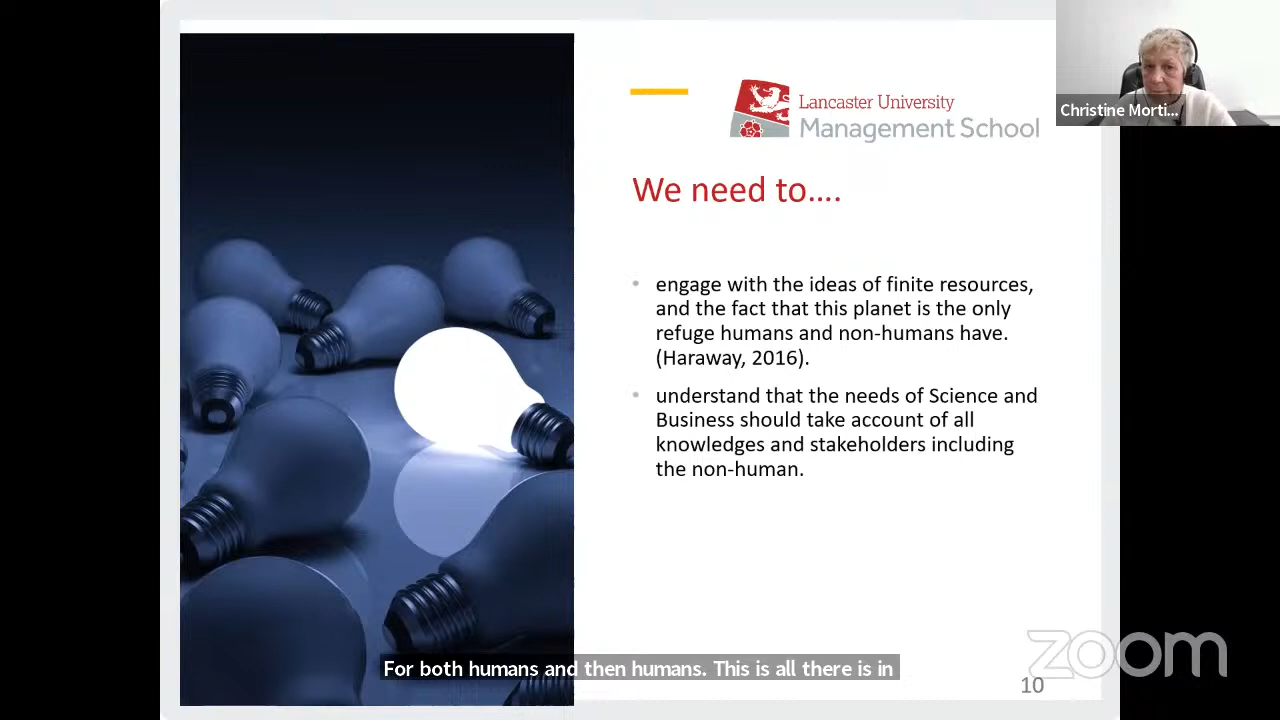 Lancaster University
Management School
Christine Morti...
We need to....
• engage with the ideas of finite resources,
and the fact that this planet is the only
refuge humans and non-humans have.
(Haraway, 2016).
• understand that the needs of Science and
Business should take account of all
knowledges and stakeholders including
the non-human.
For both humans and then humans. This is all there is in
zoom
10